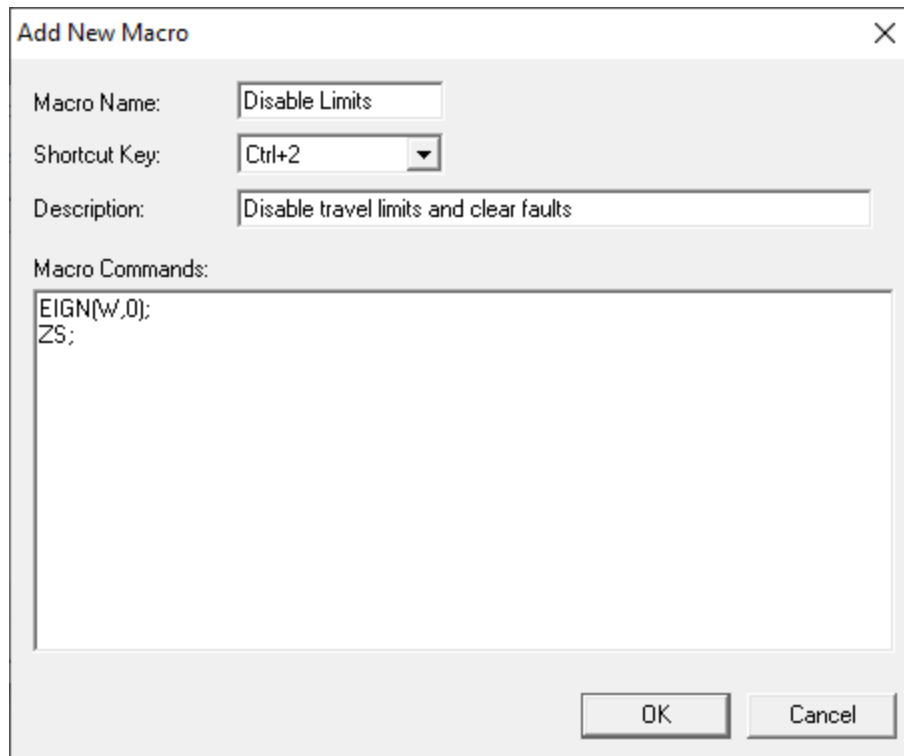 Add New Macro
Macro Name: Disable Limits
Shortcut Key: Ctrl+2
Description: Disable travel limits and clear faults
Macro Commands:
EIGN(W,0);
ZS;
OK Cancel